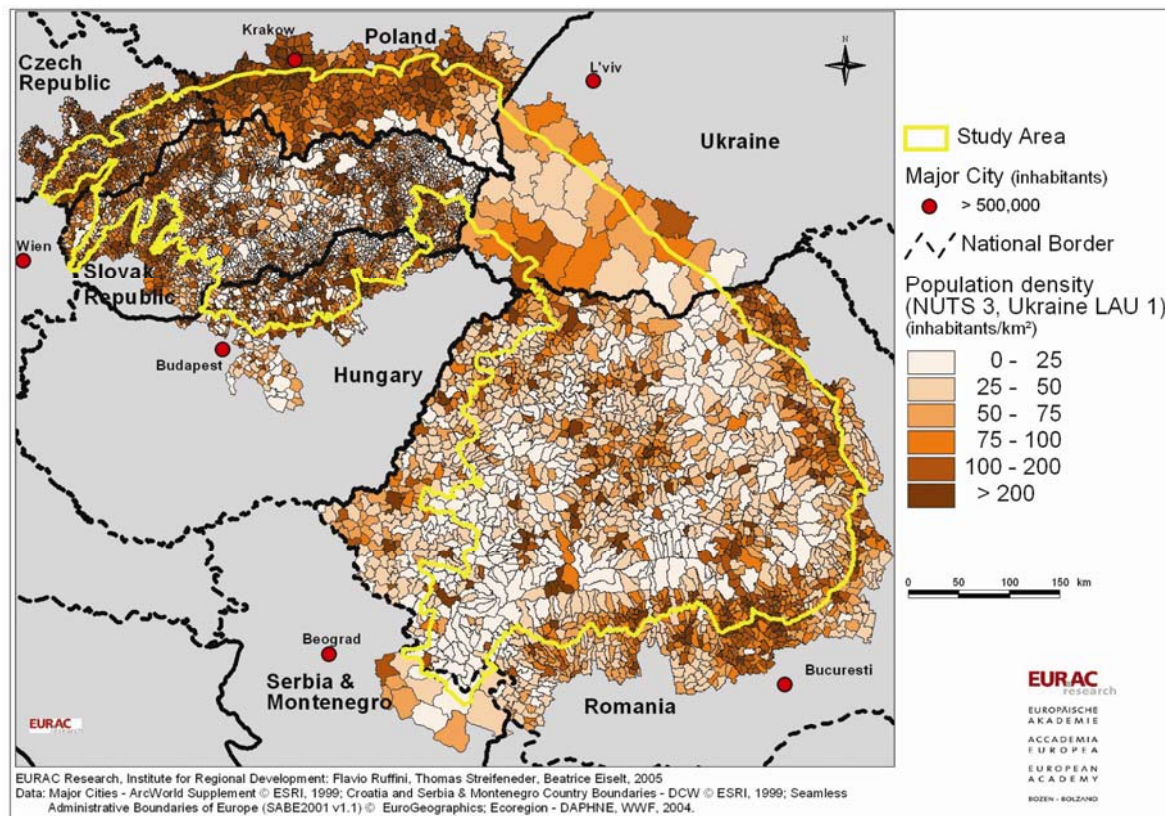 Krakow
Poland
Czech
Republic
L'viv
Ukraine
Wien
Slovak
Republic
Budapest
Hungary
Beograd
Serbia &
Montenegro
Bucuresti
Romania
N
Study Area
Major City (inhabitants)
> 500,000
National Border
Population density
(NUTS 3, Ukraine LAU 1)
(inhabitants/km²)
0 - 25
25 - 50
50 - 75
75 - 100
100 - 200
> 200
0 50 100 150 km
EURAC
research
EUROPÄISCHE
AKADEMIE
ACCADEMIA
EUROPEA
EUROPEAN
ACADEMY
BOZEN - BOLZANO
EURAC
EURAC Research, Institute for Regional Development: Flavio Ruffini, Thomas Streifeneder, Beatrice Eiselt, 2005
Data: Major Cities - ArcWorld Supplement © ESRI, 1999; Croatia and Serbia & Montenegro Country Boundaries - DCW © ESRI, 1999; Seamless
Administrative Boundaries of Europe (SABE2001 v1.1) © EuroGeographics; Ecoregion - DAPHNE, WWF, 2004.